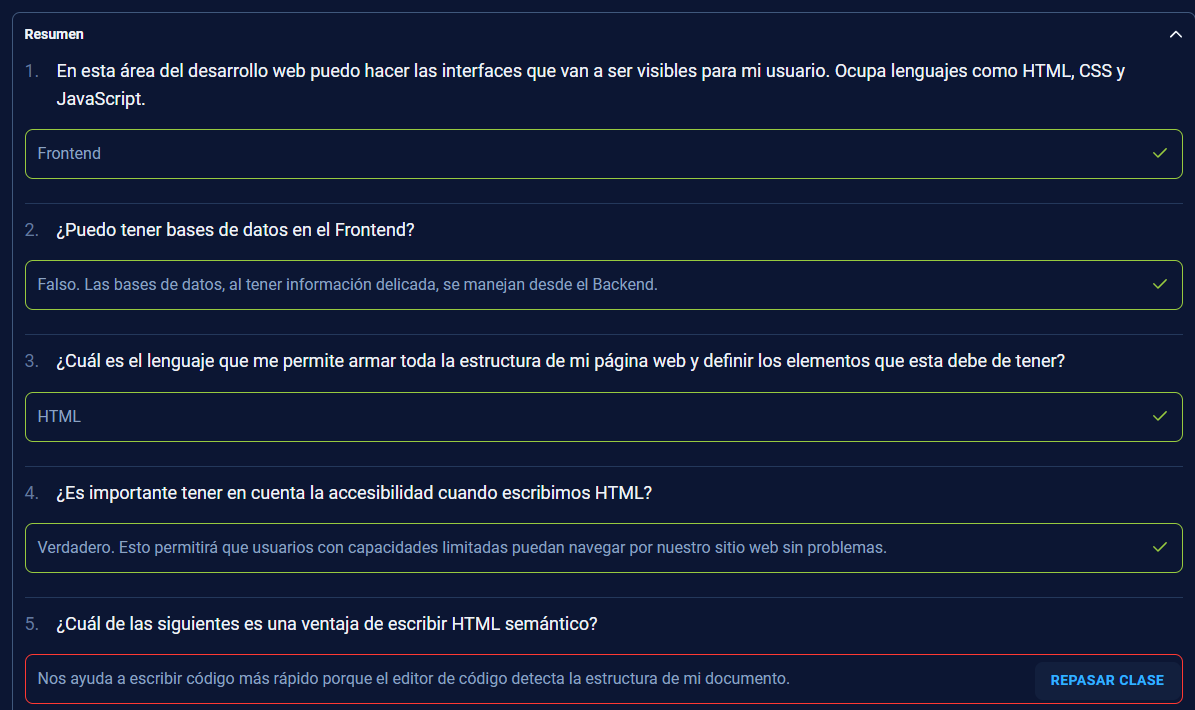 Resumen
1. En esta área del desarrollo web puedo hacer las interfaces que van a ser visibles para mi usuario. Ocupa lenguajes como HTML, CSS y
JavaScript.
Frontend
2. ¿Puedo tener bases de datos en el Frontend?
Falso. Las bases de datos, al tener información delicada, se manejan desde el Backend.
3. ¿Cuál es el lenguaje que me permite armar toda la estructura de mi página web y definir los elementos que esta debe de tener?
HTML
4. ¿Es importante tener en cuenta la accesibilidad cuando escribimos HTML?
Verdadero. Esto permitirá que usuarios con capacidades limitadas puedan navegar por nuestro sitio web sin problemas.
5. ¿Cuál de las siguientes es una ventaja de escribir HTML semántico?
Nos ayuda a escribir código más rápido porque el editor de código detecta la estructura de mi documento.
REPASAR CLASE